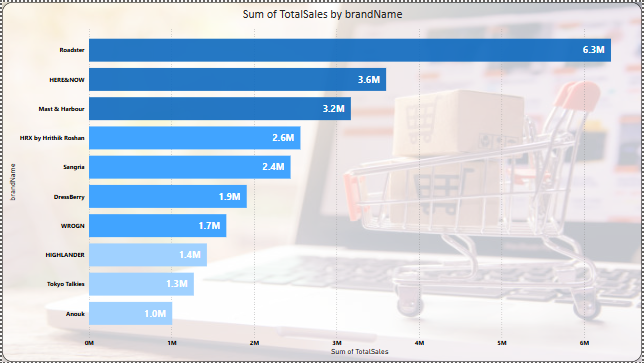 Sum of TotalSales by brandName
brandName
Roadster 6.3M
HERE&NOW 3.6M
Mast & Harbour 3.2M
HRX by Hrithik Roshan 2.6M
Sangria 2.4M
DressBerry 1.9M
WROGN 1.7M
HIGHLANDER 1.4M
Tokyo Talkies 1.3M
Anouk 1.0M
0M 1M 2M 3M 4M 5M 6M
Sum of TotalSales